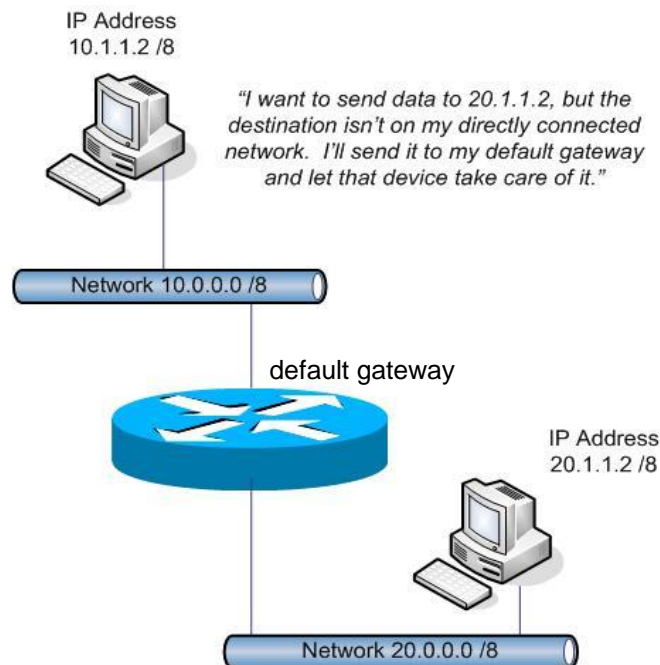 IP Address
10.1.1.2 /8
“I want to send data to 20.1.1.2, but the
destination isn’t on my directly connected
network.  I’ll send it to my default gateway
and let that device take care of it.”
Network 10.0.0.0 /8
default gateway
IP Address
20.1.1.2 /8
Network 20.0.0.0 /8